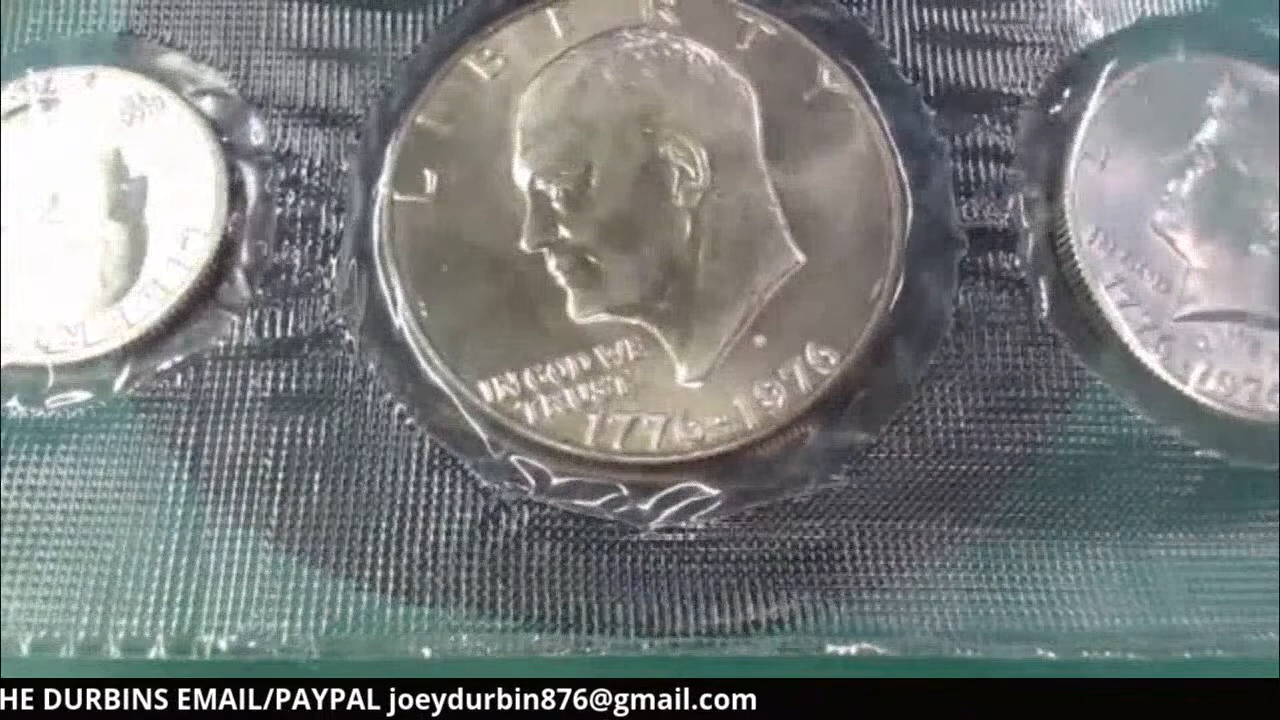 LIBERTY
IN GOD WE
TRUST
1776-1976
HE DURBINS EMAIL/PAYPAL joeydurbin876@gmail.com